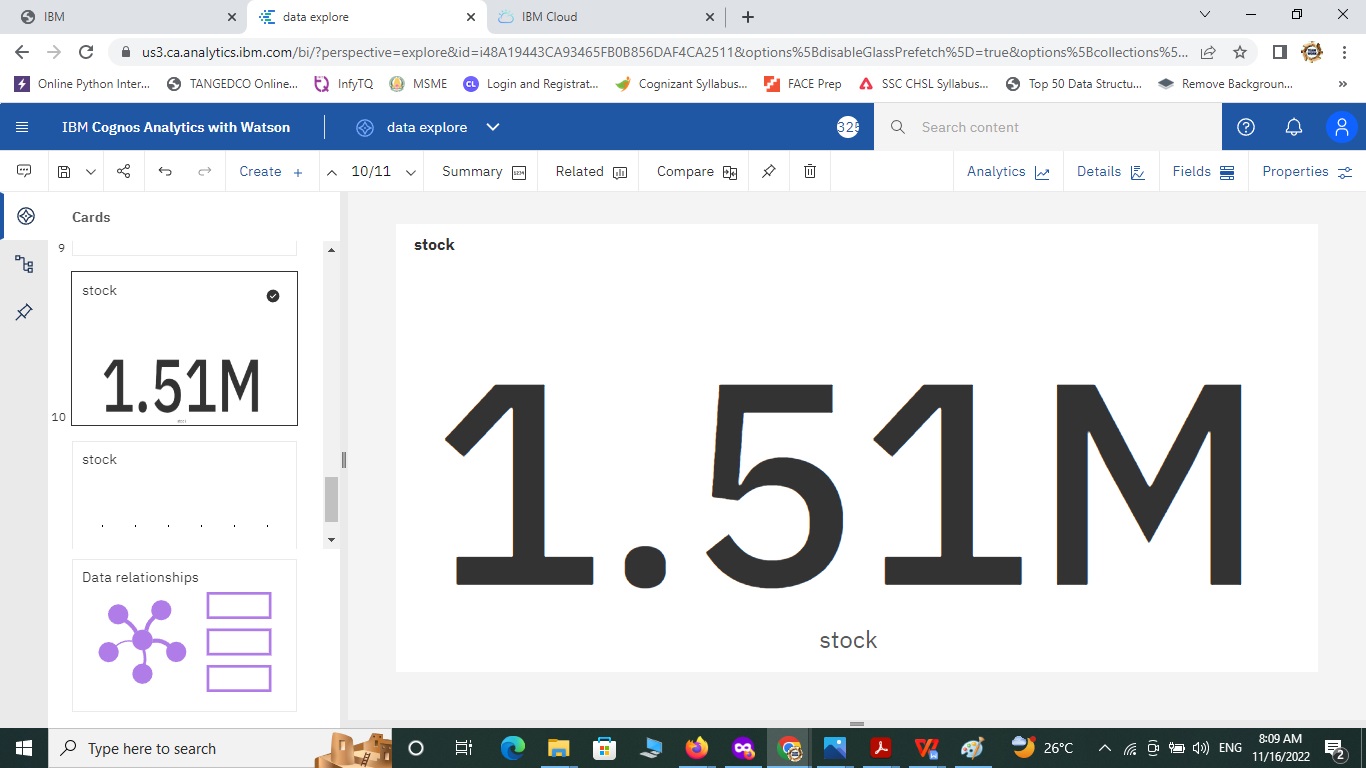 IBM
data explore
IBM Cloud
us3.ca.analytics.ibm.com/bi/?perspective=explore&id=i48A19443CA93465FB0B856DAF4CA2511&options%5BdisableGlassPrefetch%5D=true&options%5Bcollections%5...
Online Python Inter...
TANGEDCO Online...
InfyTQ
MSME
CL Login and Registrat...
Cognizant Syllabus...
FACE Prep
SSC CHSL Syllabus...
Top 50 Data Structu...
Remove Backgroun...
»
IBM Cognos Analytics with Watson
data explore
325
Search content
Create +
10/11
Summary
Related
Compare
Analytics
Details
Fields
Properties
Cards
9
stock
1.51M
10
stock
Data relationships
stock
1.51M
stock
Type here to search
26°C
ENG
8:09 AM
11/16/2022
2